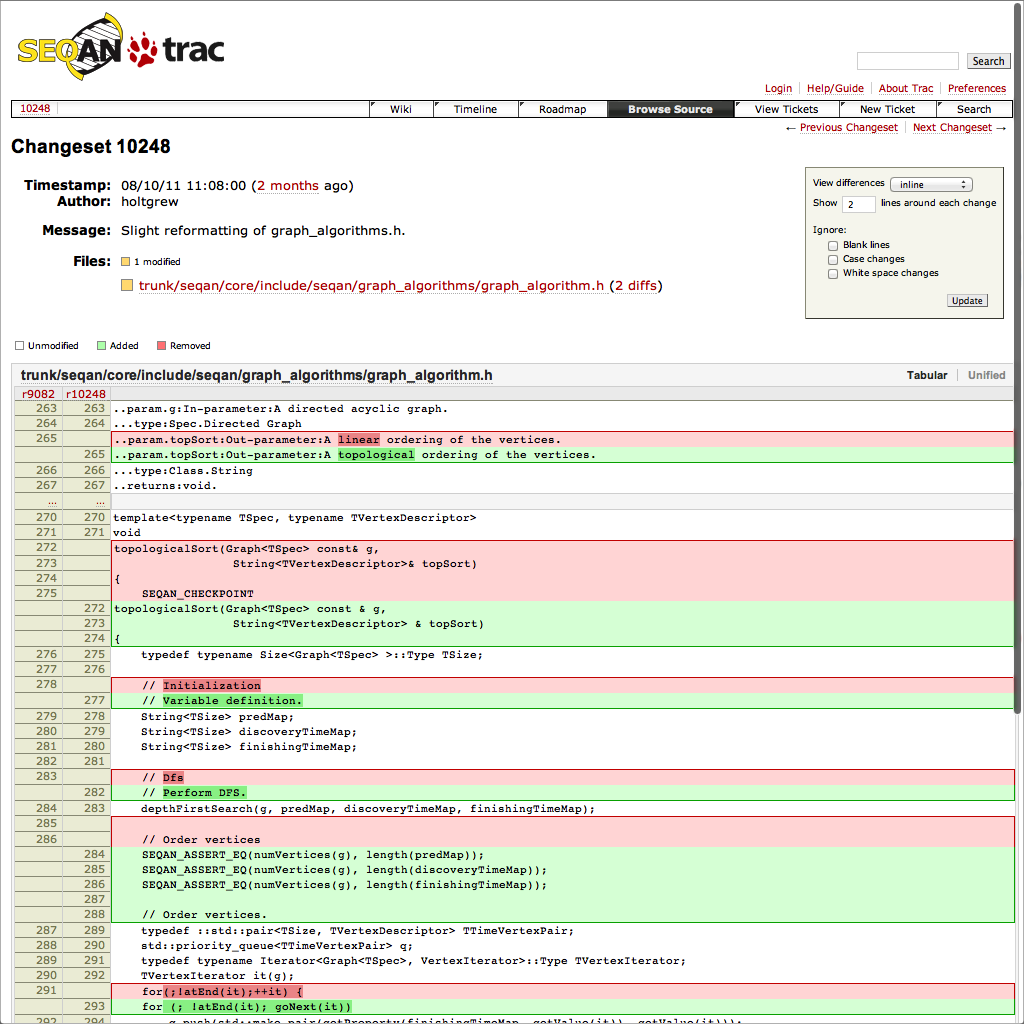 SEQAN trac
Search
Login Help/Guide About Trac Preferences
10248 Wiki Timeline Roadmap Browse Source View Tickets New Ticket Search
← Previous Changeset Next Changeset →
Changeset 10248
Timestamp: 08/10/11 11:08:00 (2 months ago)
Author: holtgrew
Message: Slight reformatting of graph_algorithms.h.
Files: 1 modified
trunk/seqan/core/include/seqan/graph_algorithms/graph_algorithm.h (2 diffs)
View differences inline
Show 2 lines around each change
Ignore:
Blank lines
Case changes
White space changes
Update
Unmodified Added Removed
trunk/seqan/core/include/seqan/graph_algorithms/graph_algorithm.h Tabular Unified
r9082 r10248
263 263 ..param.g:In-parameter:A directed acyclic graph.
264 264 ...type:Spec.Directed Graph
265 ..param.topSort:Out-parameter:A linear ordering of the vertices.
265 ..param.topSort:Out-parameter:A topological ordering of the vertices.
266 266 ...type:Class.String
267 267 ..returns:void.
... ...
270 270 template<typename TSpec, typename TVertexDescriptor>
271 271 void
272 topologicalSort(Graph<TSpec> const& g,
273 String<TVertexDescriptor>& topSort)
274 {
275 SEQAN_CHECKPOINT
272 topologicalSort(Graph<TSpec> const & g,
273 String<TVertexDescriptor> & topSort)
274 {
276 275 typedef typename Size<Graph<TSpec> >::Type TSize;
277 276
278 // Initialization
277 // Variable definition.
279 278 String<TSize> predMap;
280 279 String<TSize> discoveryTimeMap;
281 280 String<TSize> finishingTimeMap;
282 281
283 // Dfs
282 // Perform DFS.
284 283 depthFirstSearch(g, predMap, discoveryTimeMap, finishingTimeMap);
285
286 // Order vertices
284 SEQAN_ASSERT_EQ(numVertices(g), length(predMap));
285 SEQAN_ASSERT_EQ(numVertices(g), length(discoveryTimeMap));
286 SEQAN_ASSERT_EQ(numVertices(g), length(finishingTimeMap));
287
288 // Order vertices.
287 289 typedef ::std::pair<TSize, TVertexDescriptor> TTimeVertexPair;
288 290 std::priority_queue<TTimeVertexPair> q;
289 291 typedef typename Iterator<Graph<TSpec>, VertexIterator>::Type TVertexIterator;
290 292 TVertexIterator it(g);
291 for(;!atEnd(it);++it) {
293 for (; !atEnd(it); goNext(it))
292 294 q.push(std::make_pair(getProperty(finishingTimeMap, getValue(it)), getValue(it)));